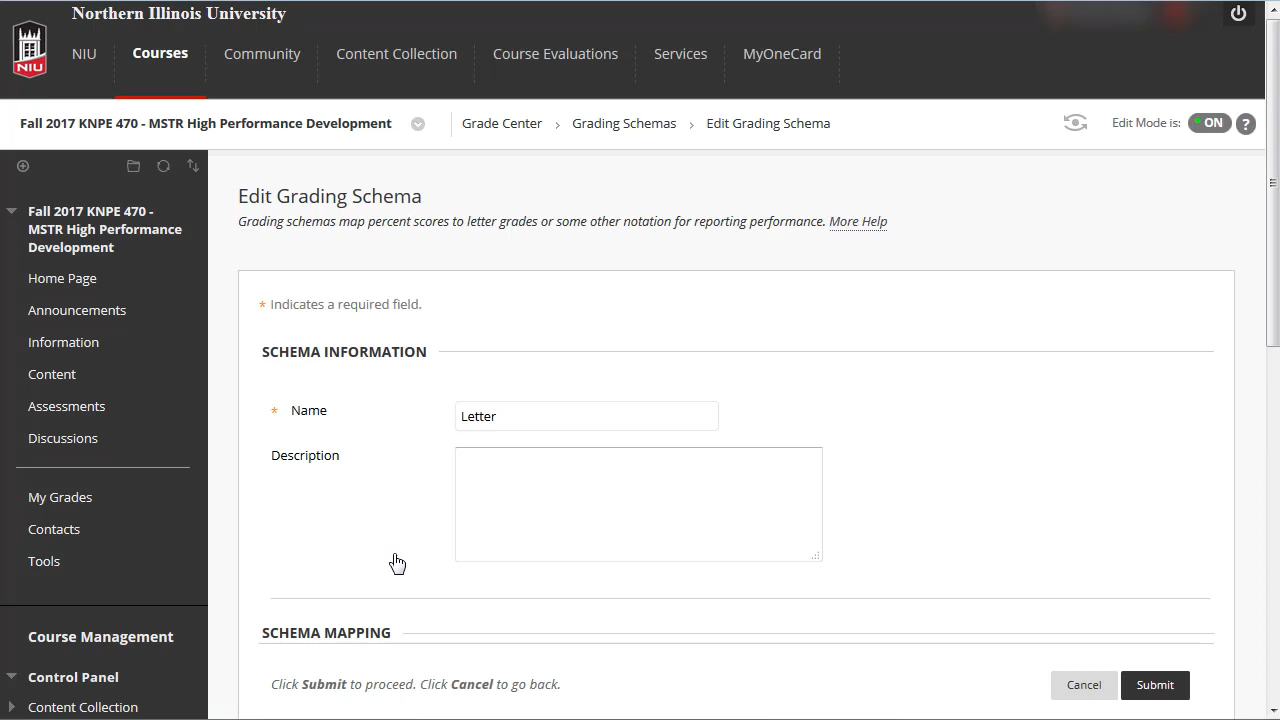 Northern Illinois University
NIU
NIU Courses Community Content Collection Course Evaluations Services MyOneCard
Fall 2017 KNPE 470 - MSTR High Performance Development Grade Center > Grading Schemas > Edit Grading Schema Edit Mode is: ON ?
Fall 2017 KNPE 470 -
MSTR High Performance
Development
Home Page
Announcements
Information
Content
Assessments
Discussions
My Grades
Contacts
Tools
Course Management
Control Panel
Content Collection
Edit Grading Schema
Grading schemas map percent scores to letter grades or some other notation for reporting performance. More Help
* Indicates a required field.
SCHEMA INFORMATION
* Name Letter
Description
SCHEMA MAPPING
Click Submit to proceed. Click Cancel to go back. Cancel Submit